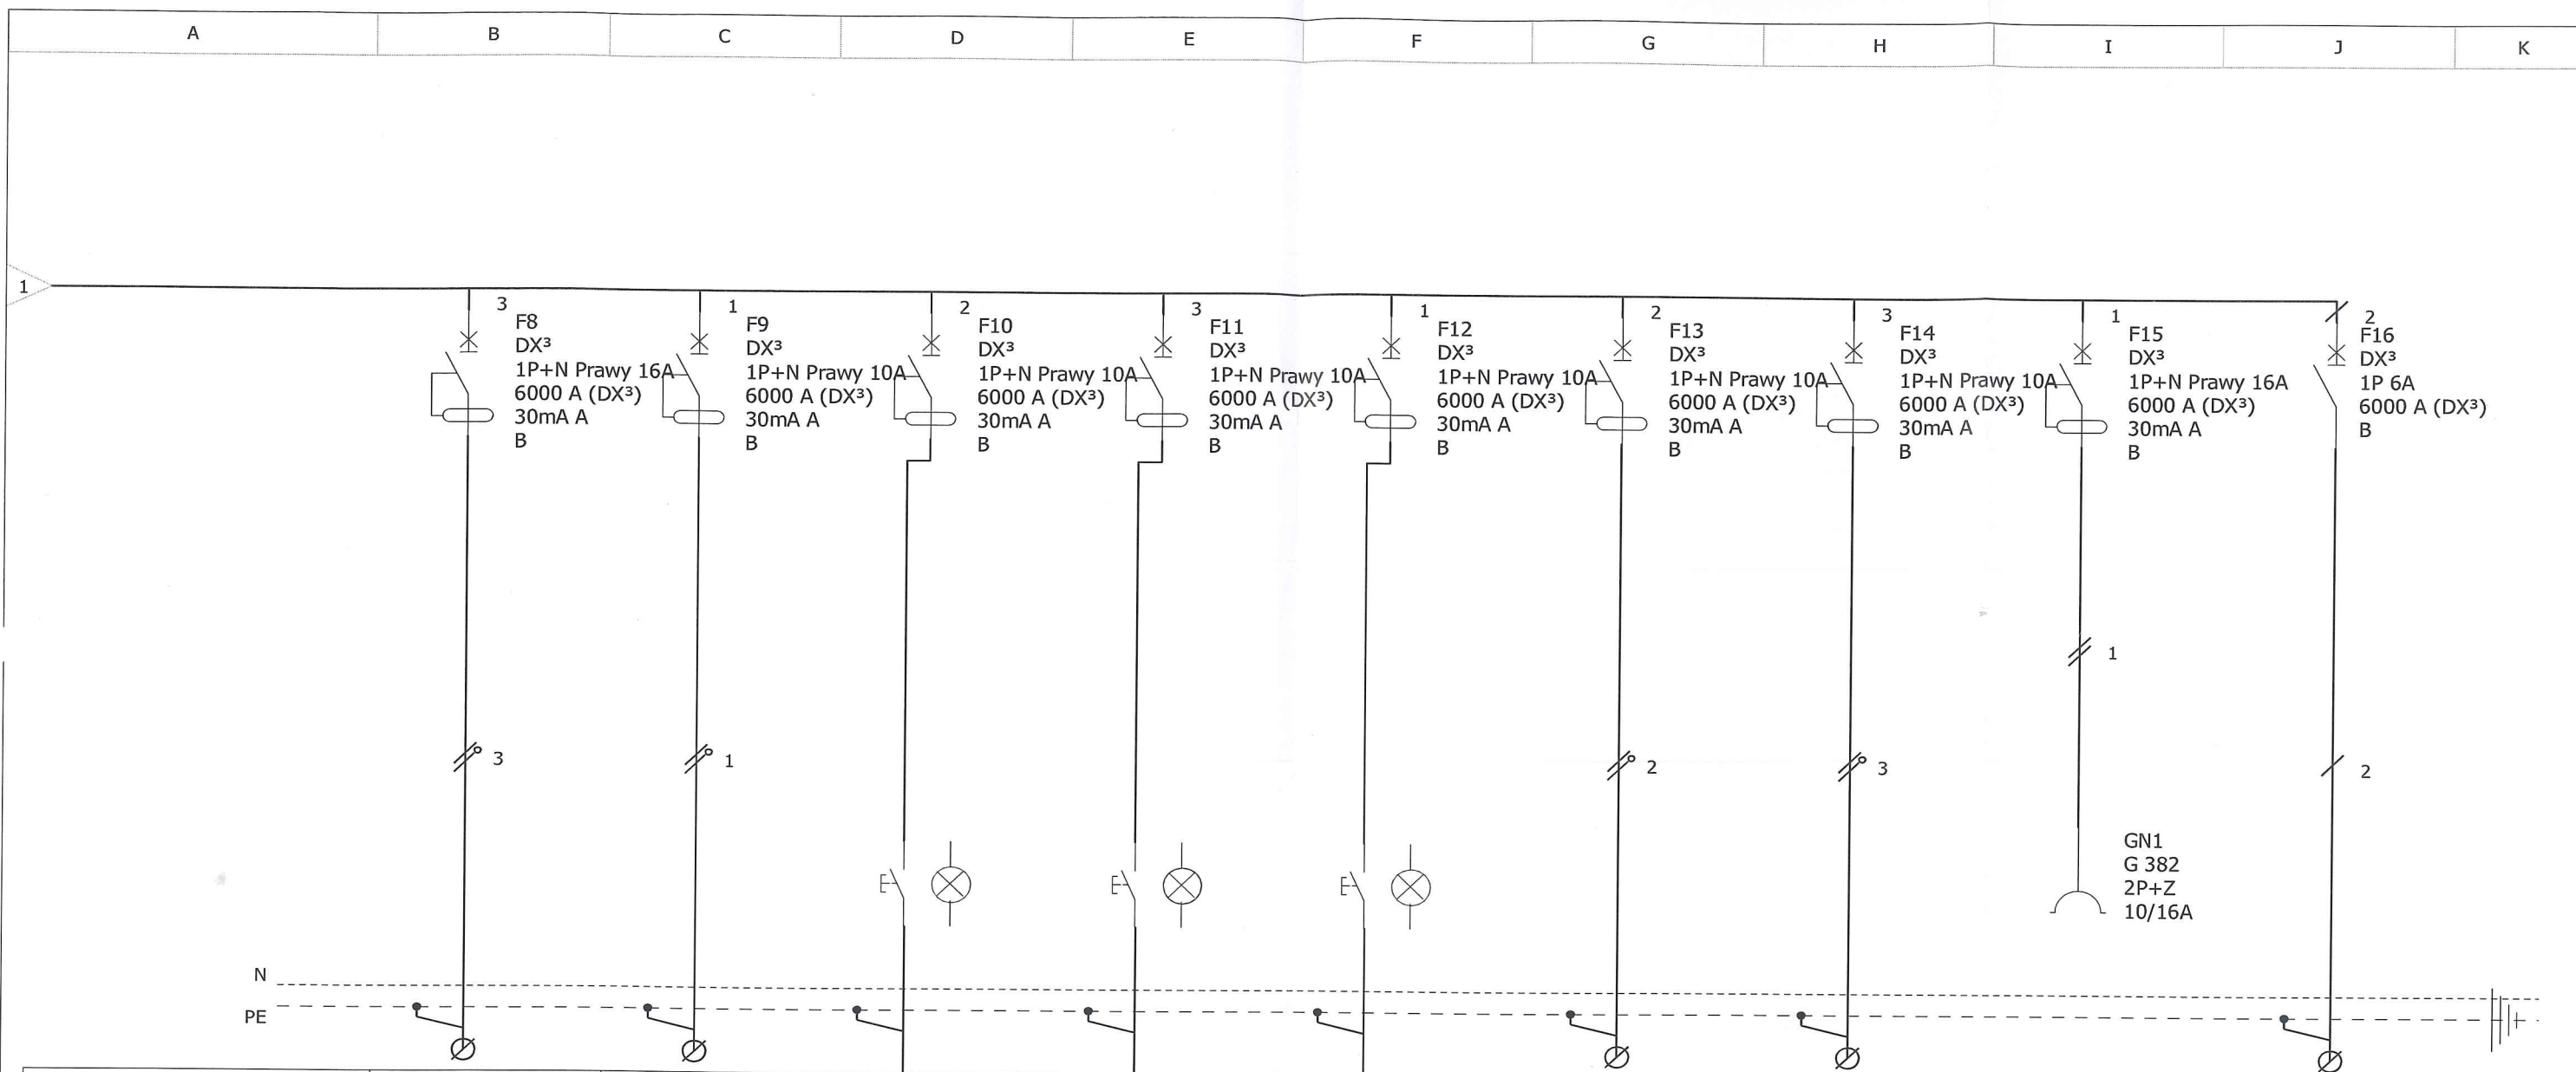 A B C D E F G H I J K
1
3
F8
DX³
1P+N Prawy 16A
6000 A (DX³)
30mA A
B
1
F9
DX³
1P+N Prawy 10A
6000 A (DX³)
30mA A
B
2
F10
DX³
1P+N Prawy 10A
6000 A (DX³)
30mA A
B
3
F11
DX³
1P+N Prawy 10A
6000 A (DX³)
30mA A
B
1
F12
DX³
1P+N Prawy 10A
6000 A (DX³)
30mA A
B
2
F13
DX³
1P+N Prawy 10A
6000 A (DX³)
30mA A
B
3
F14
DX³
1P+N Prawy 10A
6000 A (DX³)
30mA A
B
1
F15
DX³
1P+N Prawy 16A
6000 A (DX³)
30mA A
B
2
F16
DX³
1P 6A
6000 A (DX³)
B
1
3
1
2
3
2
GN1
G 382
2P+Z
10/16A
N
PE